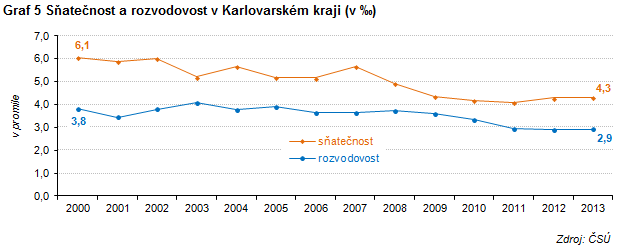 Graf 5 Sňatečnost a rozvodovost v Karlovarském kraji (v ‰)
7,0
6,0
5,0
4,0
3,0
2,0
1,0
0,0
v promile
6,1
4,3
3,8
2,9
sňatečnost
rozvodovost
2000 2001 2002 2003 2004 2005 2006 2007 2008 2009 2010 2011 2012 2013
Zdroj: ČSÚ